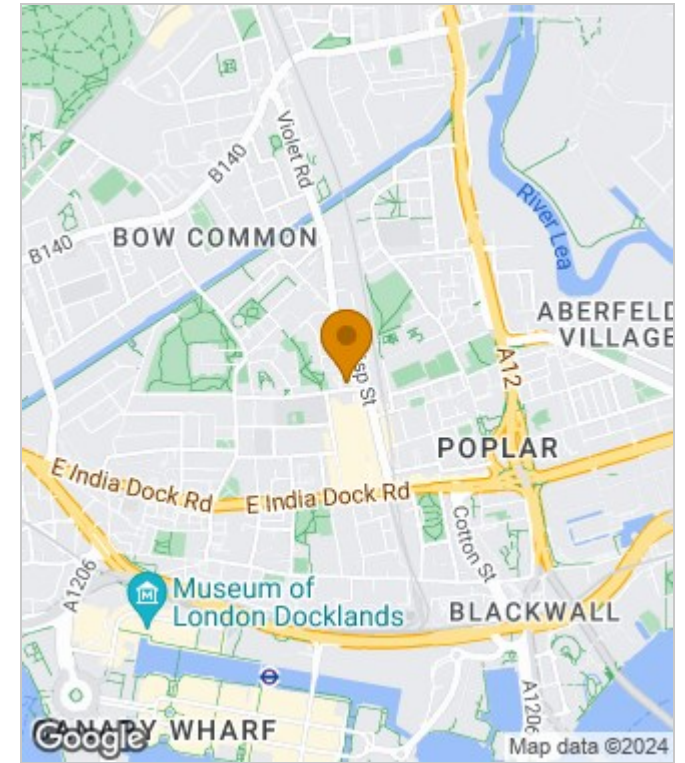 Violet Rd
B140
B140
BOW COMMON
River Lea
ABERFELD
VILLAGE
A12
POPLAR
E India Dock Rd
E India Dock Rd
Cotton St
A1206
Museum of
London Docklands
BLACKWALL
A1206
WHARF
Google
Map data ©2024